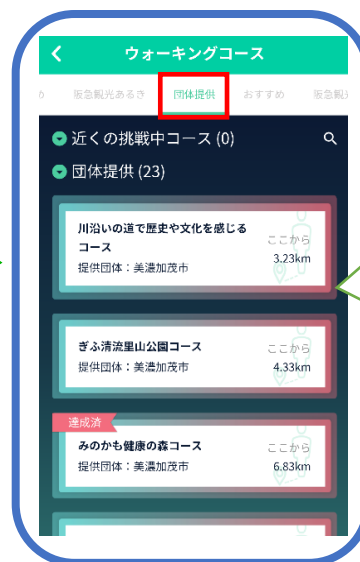 ウォーキングコース
め 阪急観光あるき 団体提供 おすすめ 阪急観
近くの挑戦中コース (0)
団体提供 (23)
川沿いの道で歴史や文化を感じる
コース
提供団体：美濃加茂市
ここから
3.23km
ぎふ清流里山公園コース
提供団体：美濃加茂市
ここから
4.33km
達成済
みのかも健康の森コース
提供団体：美濃加茂市
ここから
6.83km